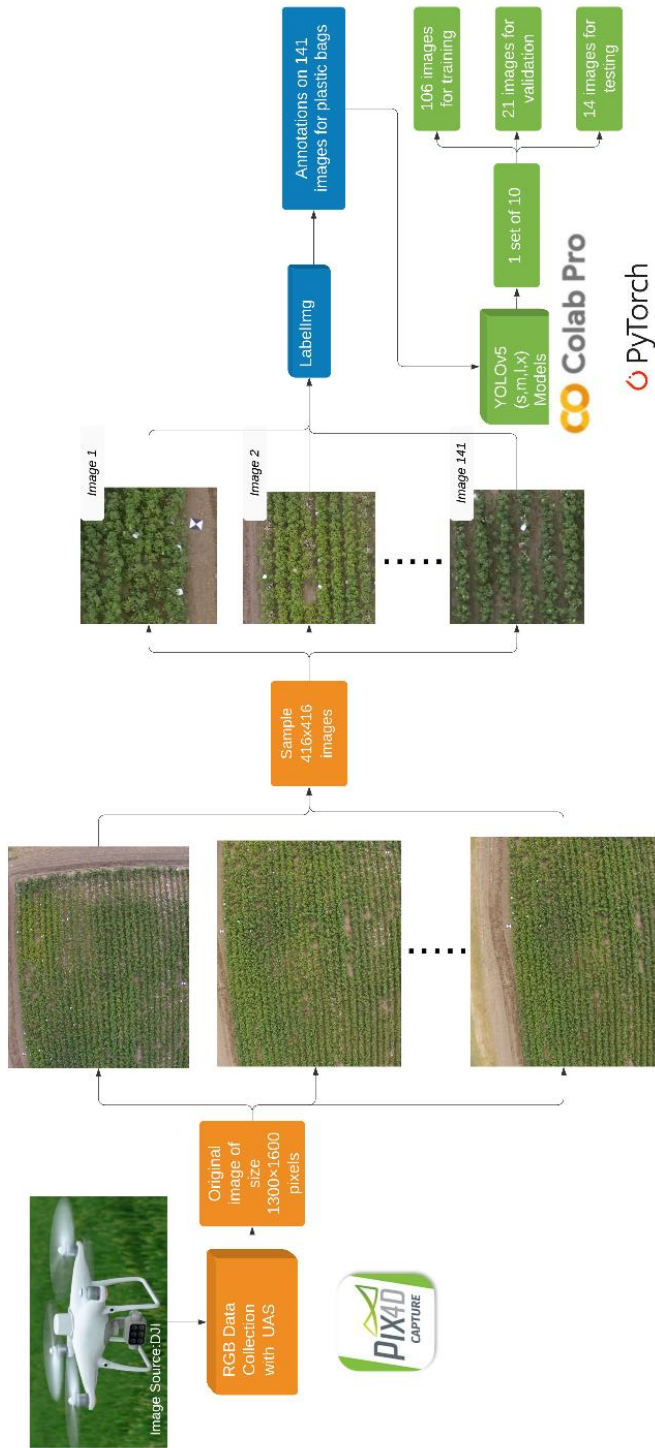 Image Source:DJI
RGB Data
Collection
with UAS
PIX4D
CAPTURE
Original
image of
size
1300×1600
pixels
Sample
416x416
images
Image 1
Image 2
Image 141
LabelImg
Annotations on 141
images for plastic bags
YOLOv5
(s,m,l,x)
Models
1 set of 10
106 images
for training
21 images for
validation
14 images for
testing
Colab Pro
PyTorch